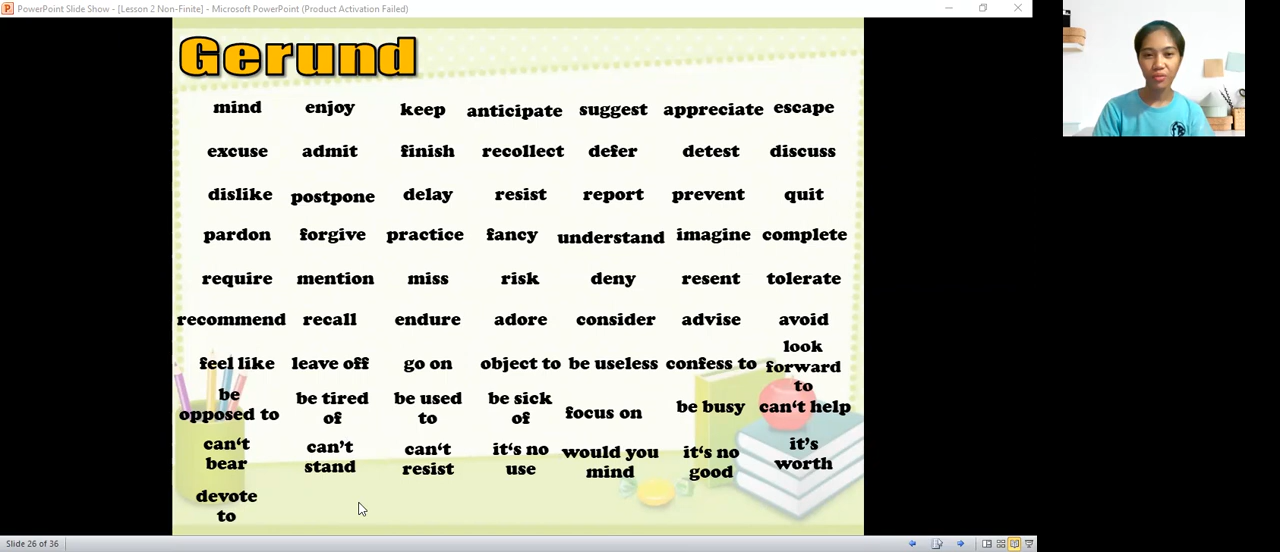 PowerPoint Slide Show - [Lesson 2 Non-Finite] - Microsoft PowerPoint (Product Activation Failed)
Gerund
mind enjoy keep anticipate suggest appreciate escape
excuse admit finish recollect defer detest discuss
dislike postpone delay resist report prevent quit
pardon forgive practice fancy understand imagine complete
require mention miss risk deny resent tolerate
recommend recall endure adore consider advise avoid
feel like leave off go on object to be useless confess to look
forward
to
be
opposed to be tired
of be used
to be sick
of focus on be busy can‘t help
can‘t
bear can’t
stand can‘t
resist it‘s no
use would you
mind it‘s no
good it’s
worth
devote
to
Slide 26 of 36